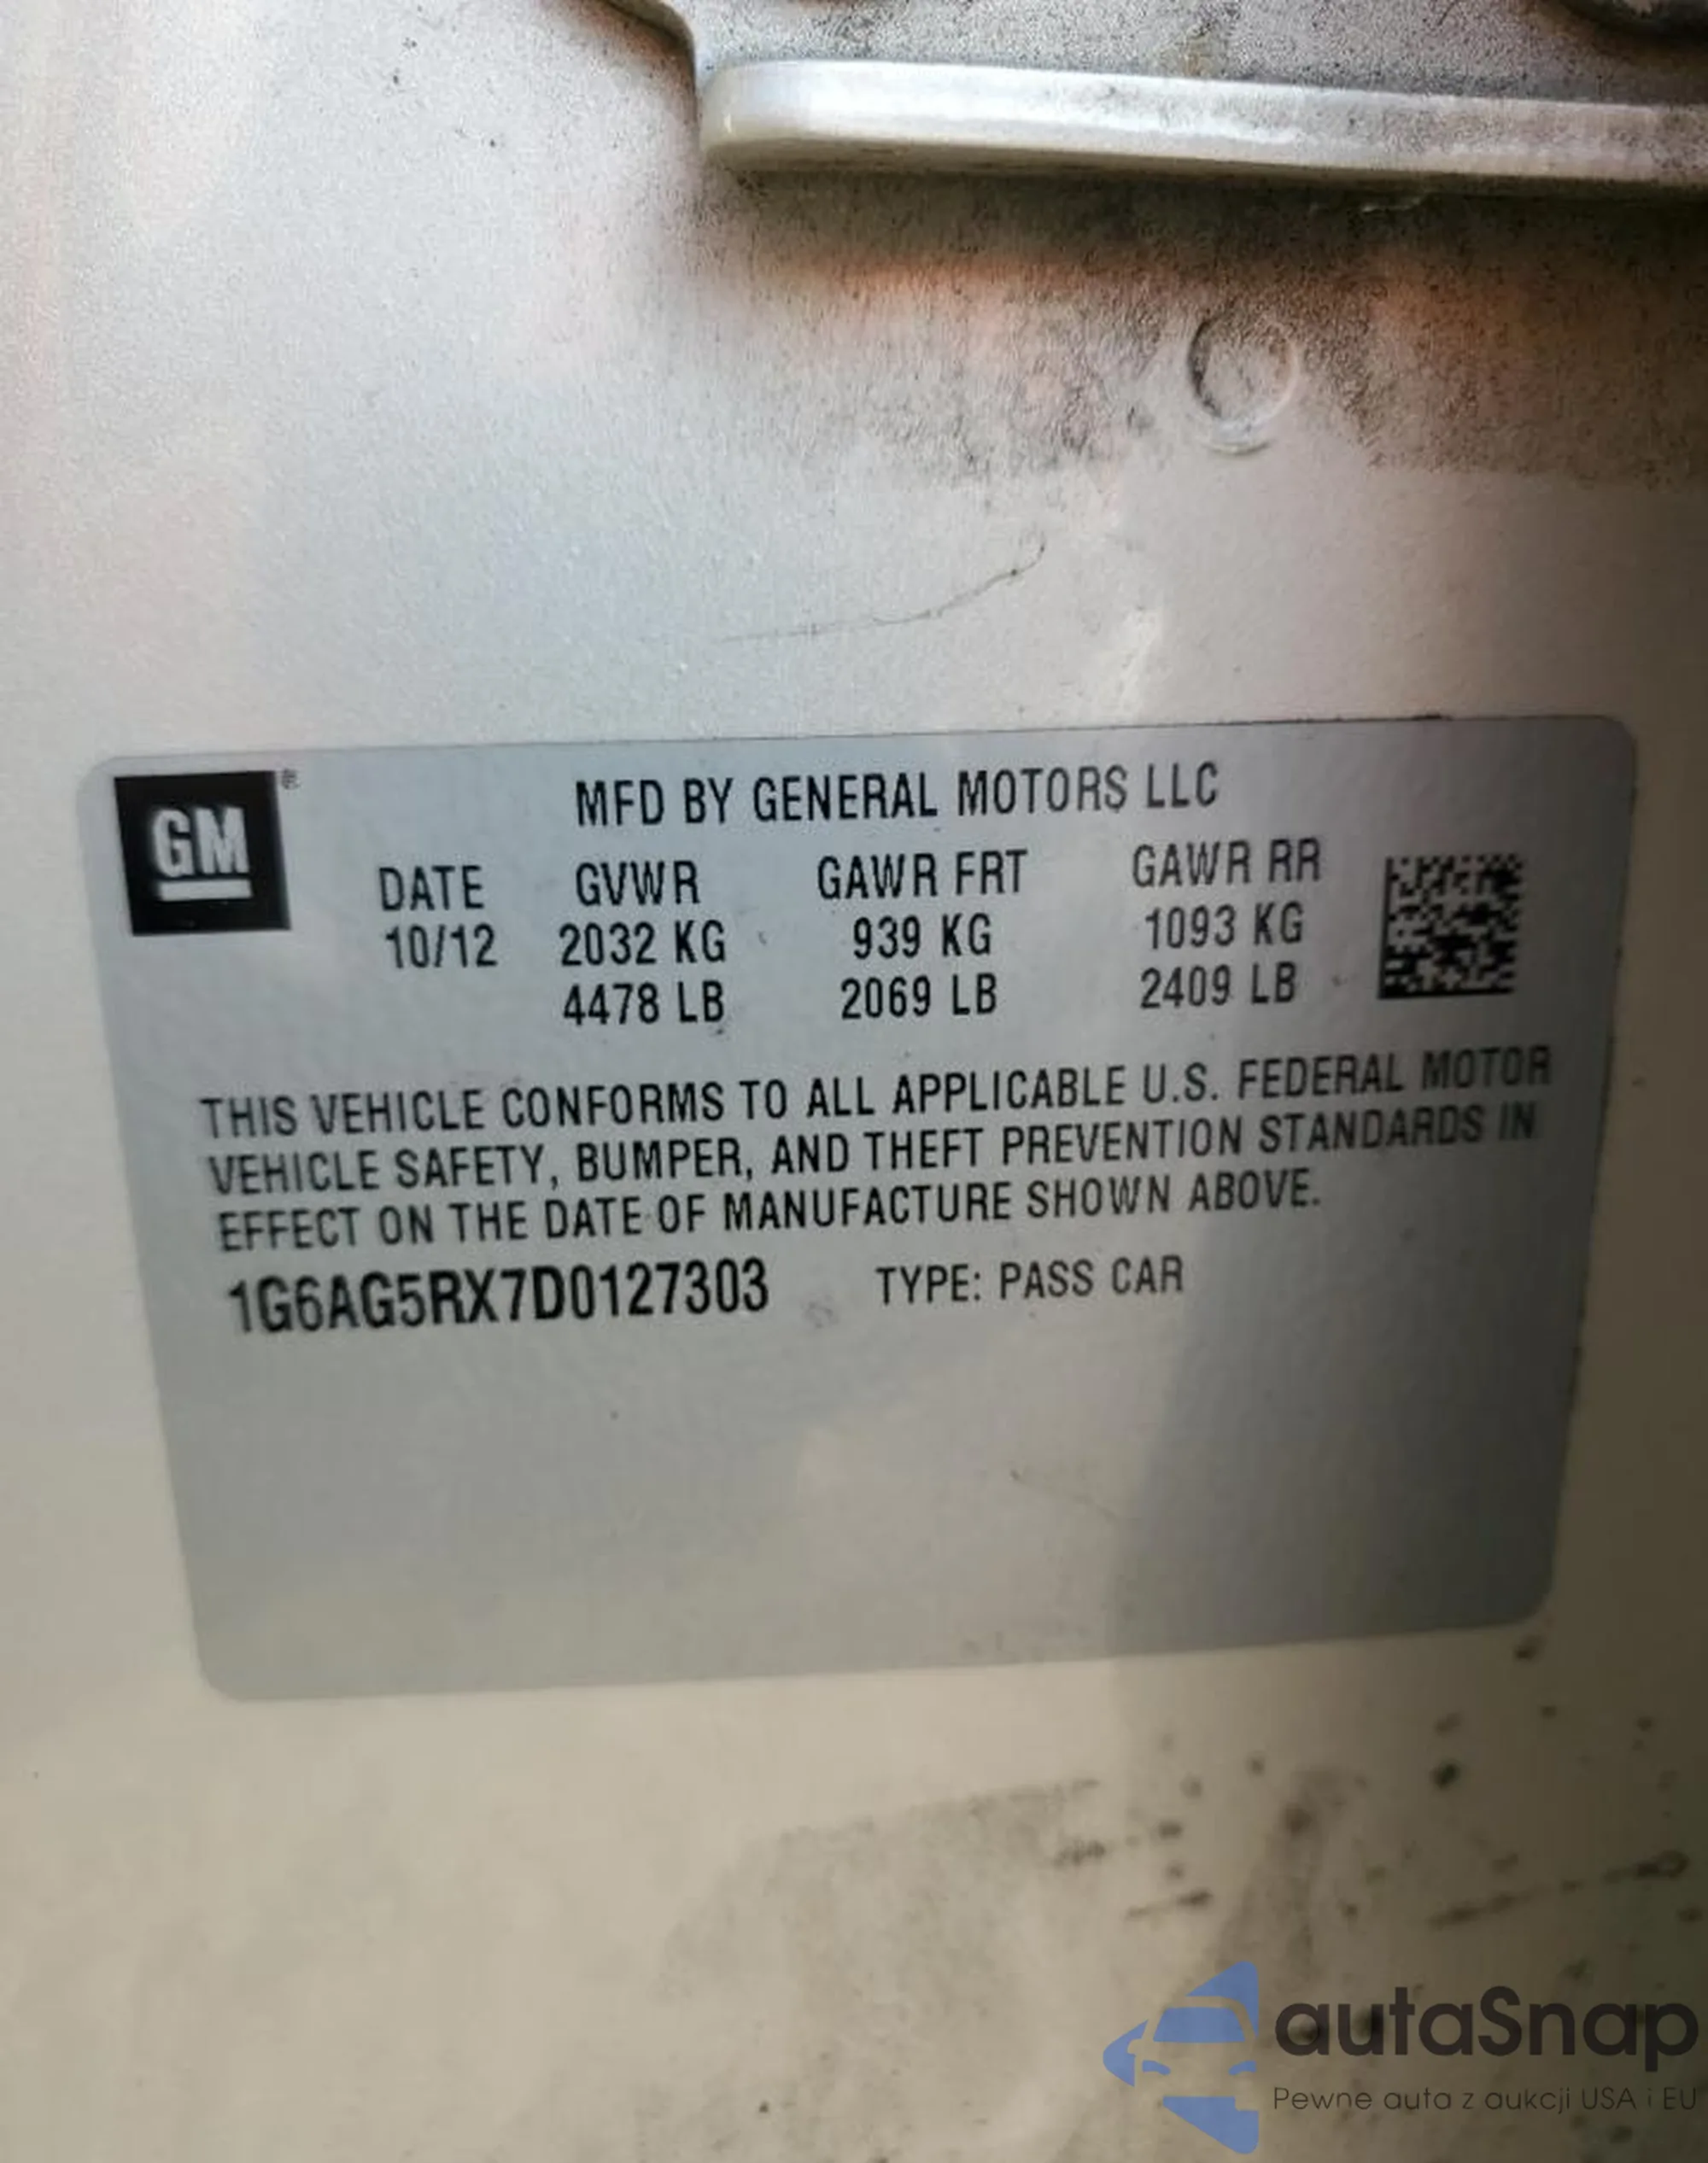 GM®
MFD BY GENERAL MOTORS LLC
DATE GVWR GAWR FRT GAWR RR
10/12 2032 KG 939 KG 1093 KG
4478 LB 2069 LB 2409 LB
THIS VEHICLE CONFORMS TO ALL APPLICABLE U.S. FEDERAL MOTOR
VEHICLE SAFETY, BUMPER, AND THEFT PREVENTION STANDARDS IN
EFFECT ON THE DATE OF MANUFACTURE SHOWN ABOVE.
1G6AG5RX7D0127303 TYPE: PASS CAR
autaSnap
Pewne auta z aukcji USA i EU